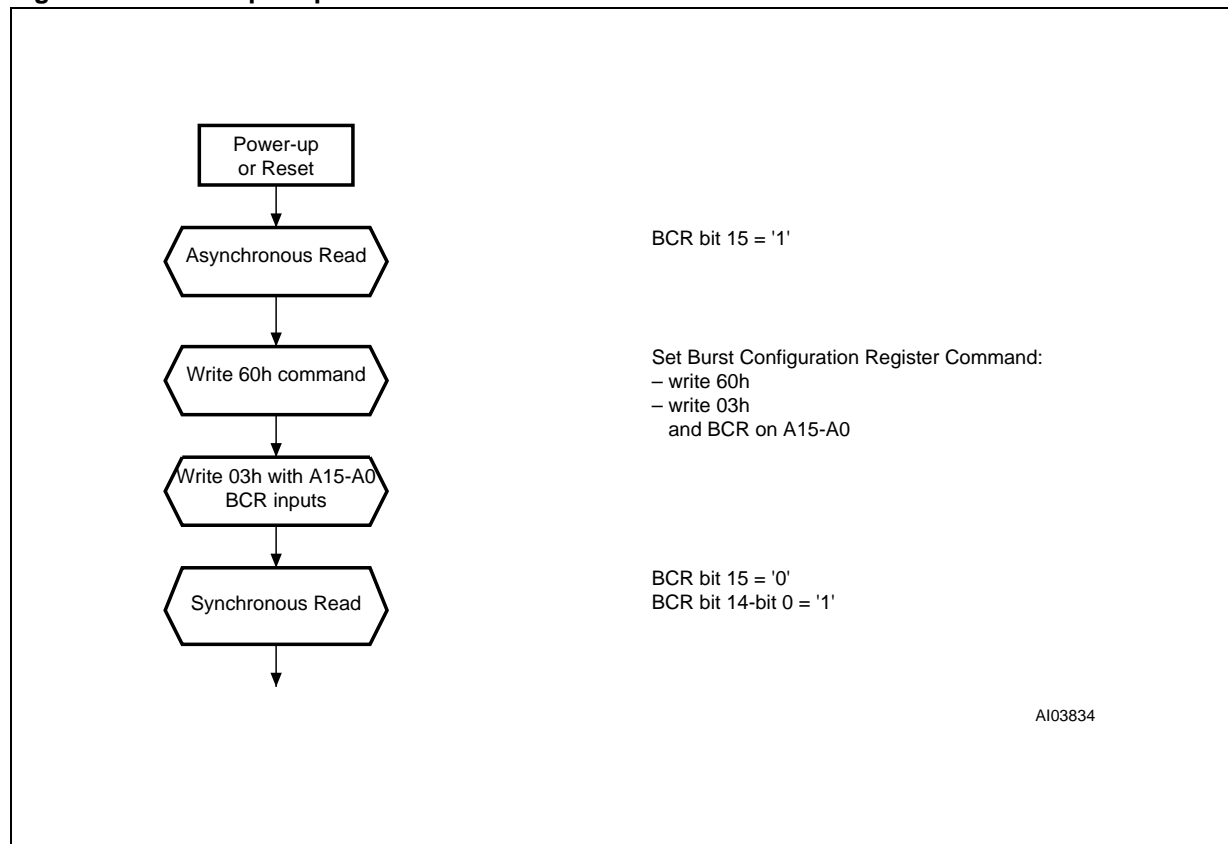 Power-up
or Reset
Asynchronous Read
BCR bit 15 = '1'
Write 60h command
Set Burst Configuration Register Command:
– write 60h
– write 03h
and BCR on A15-A0
Write 03h with A15-A0
BCR inputs
Synchronous Read
BCR bit 15 = '0'
BCR bit 14-bit 0 = '1'
AI03834